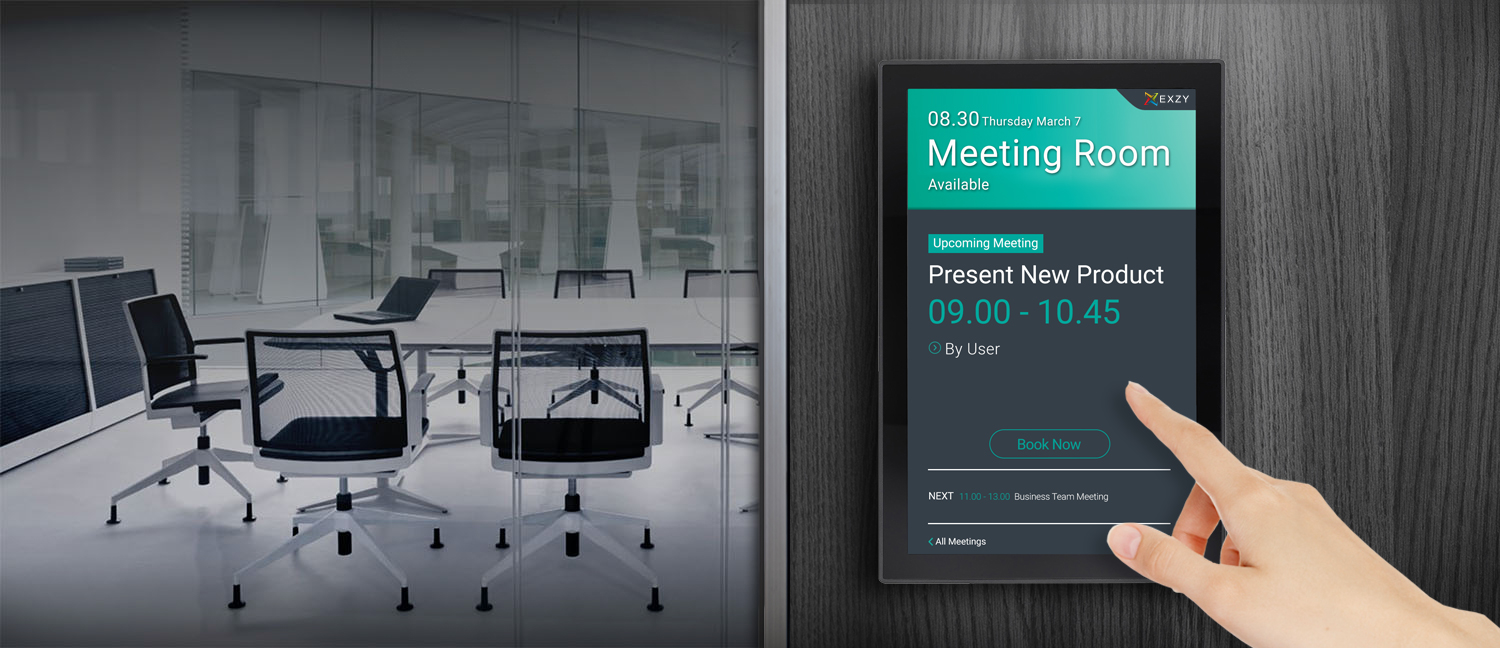 EXZY
08.30 Thursday March 7
Meeting Room
Available
Upcoming Meeting
Present New Product
09.00 - 10.45
By User
Book Now
NEXT 11.00 - 13.00 Business Team Meeting
All Meetings